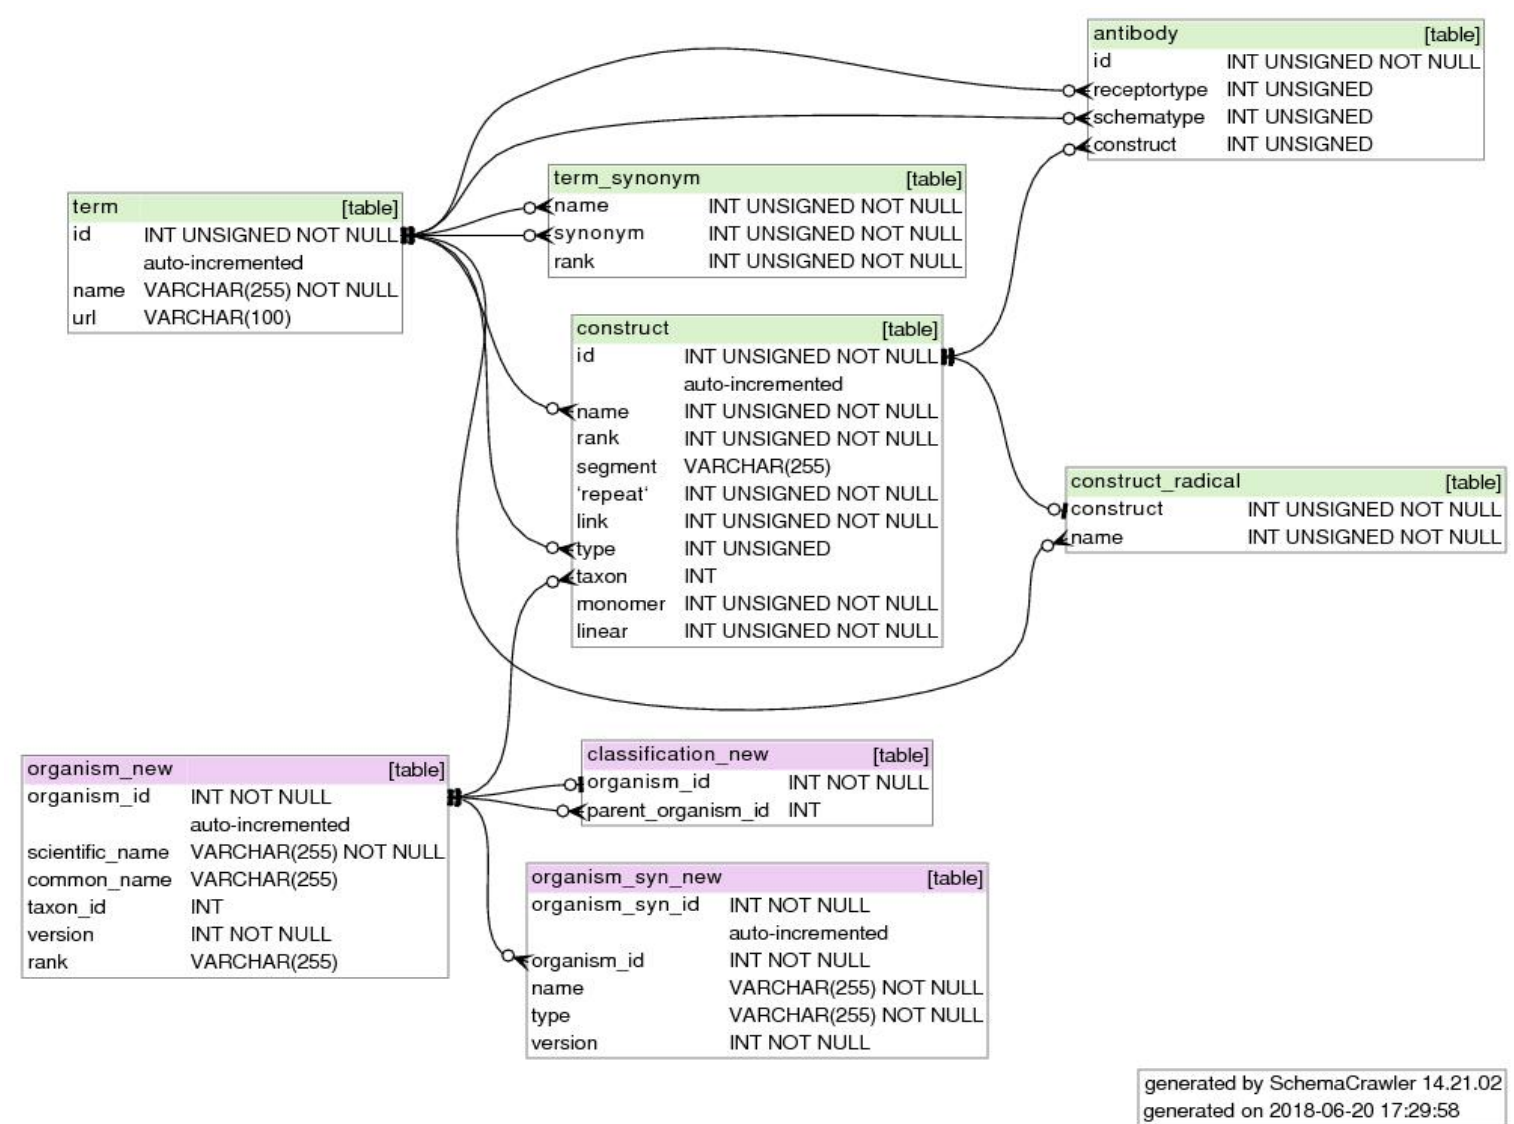 antibody [table]
id INT UNSIGNED NOT NULL
receptortype INT UNSIGNED
schematype INT UNSIGNED
construct INT UNSIGNED
term_synonym [table]
name INT UNSIGNED NOT NULL
synonym INT UNSIGNED NOT NULL
rank INT UNSIGNED NOT NULL
term [table]
id INT UNSIGNED NOT NULL
auto-incremented
name VARCHAR(255) NOT NULL
url VARCHAR(100)
construct [table]
id INT UNSIGNED NOT NULL
auto-incremented
name INT UNSIGNED NOT NULL
rank INT UNSIGNED NOT NULL
segment VARCHAR(255)
‘repeat‘ INT UNSIGNED NOT NULL
link INT UNSIGNED NOT NULL
type INT UNSIGNED
taxon INT
monomer INT UNSIGNED NOT NULL
linear INT UNSIGNED NOT NULL
construct_radical [table]
construct INT UNSIGNED NOT NULL
name INT UNSIGNED NOT NULL
organism_new [table]
organism_id INT NOT NULL
auto-incremented
scientific_name VARCHAR(255) NOT NULL
common_name VARCHAR(255)
taxon_id INT
version INT NOT NULL
rank VARCHAR(255)
classification_new [table]
organism_id INT NOT NULL
parent_organism_id INT
organism_syn_new [table]
organism_syn_id INT NOT NULL
auto-incremented
organism_id INT NOT NULL
name VARCHAR(255) NOT NULL
type VARCHAR(255) NOT NULL
version INT NOT NULL
generated by SchemaCrawler 14.21.02
generated on 2018-06-20 17:29:58